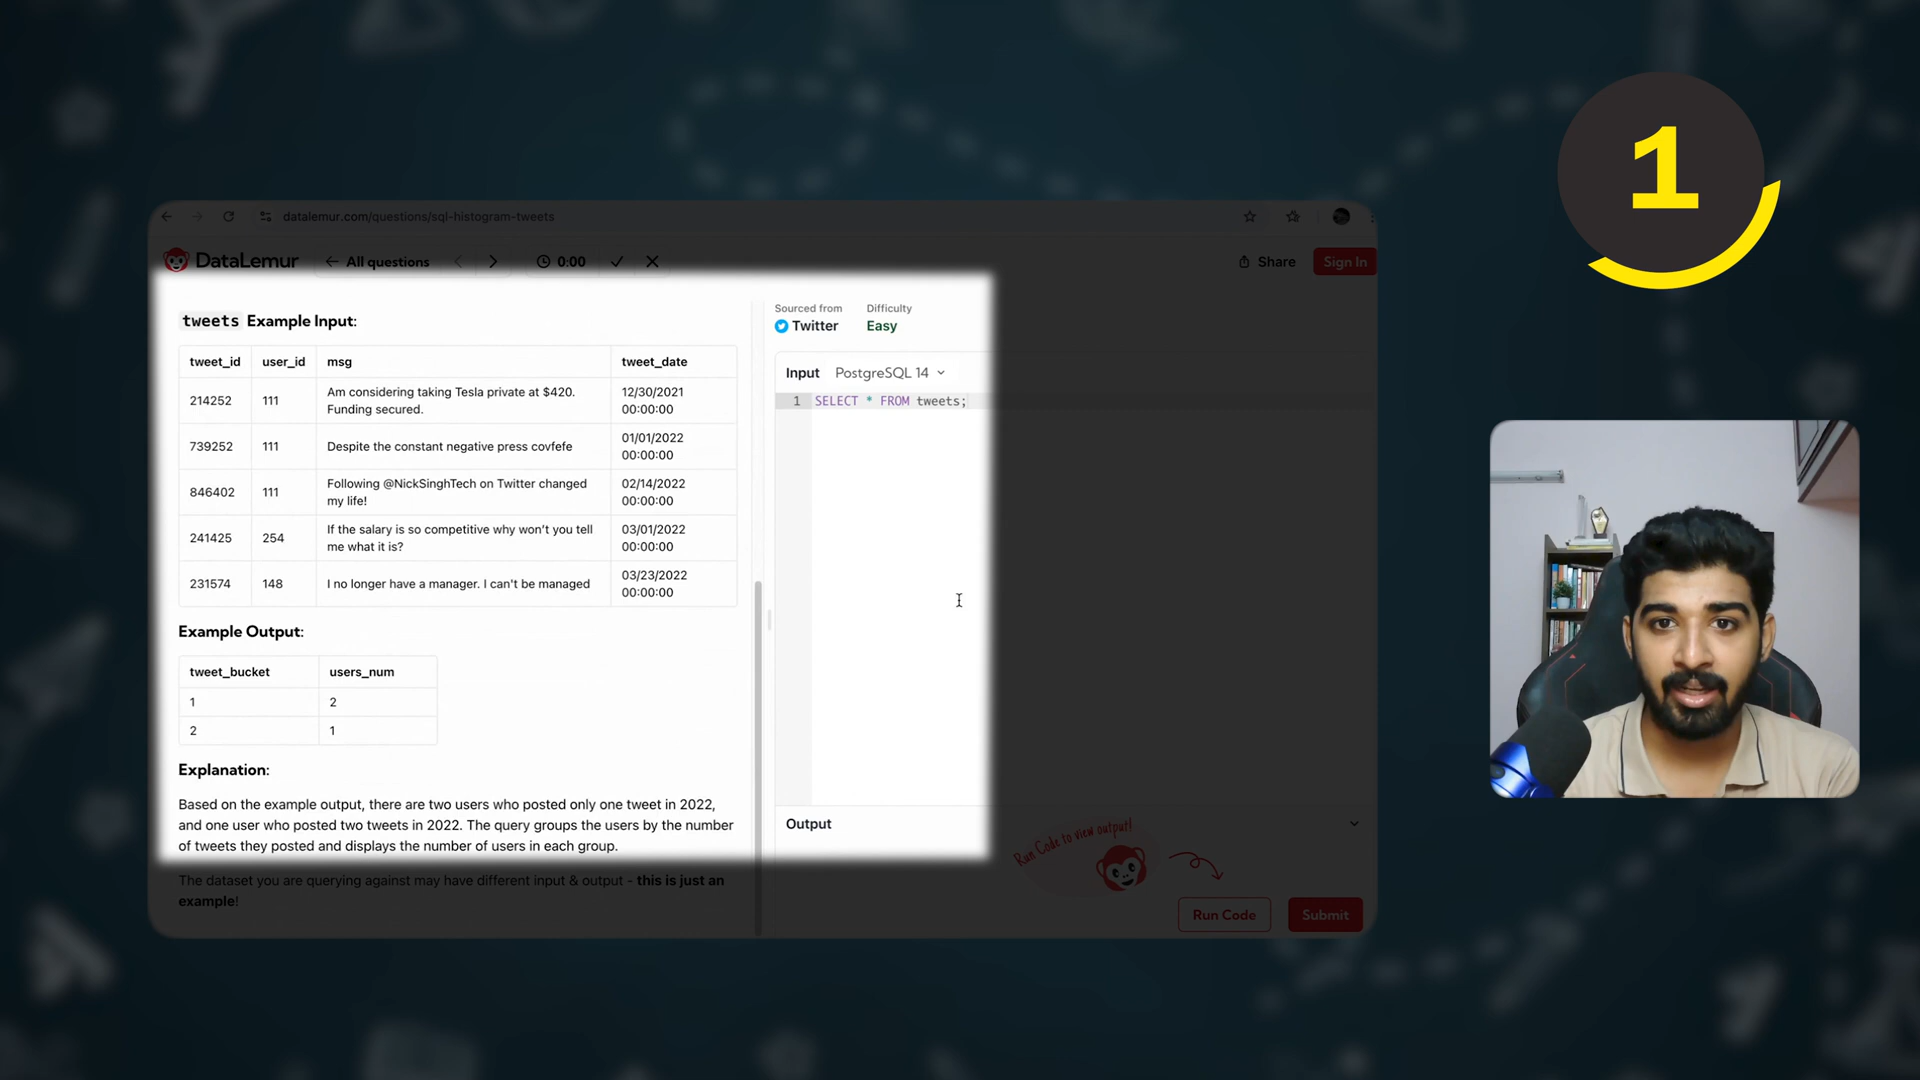 1
datalemur.com/questions/sql-histogram-tweets
DataLemur
All questions
0:00
Share
Sign In
tweets Example Input:
tweet_id user_id msg tweet_date
214252 111 Am considering taking Tesla private at $420. Funding secured. 12/30/2021 00:00:00
739252 111 Despite the constant negative press covfefe 01/01/2022 00:00:00
846402 111 Following @NickSinghTech on Twitter changed my life! 02/14/2022 00:00:00
241425 254 If the salary is so competitive why won't you tell me what it is? 03/01/2022 00:00:00
231574 148 I no longer have a manager. I can't be managed 03/23/2022 00:00:00
Example Output:
tweet_bucket users_num
1 2
2 1
Explanation:
Based on the example output, there are two users who posted only one tweet in 2022,
and one user who posted two tweets in 2022. The query groups the users by the number
of tweets they posted and displays the number of users in each group.
The dataset you are querying against may have different input & output - this is just an
example!
Sourced from Difficulty
Twitter Easy
Input PostgreSQL 14
1 SELECT * FROM tweets;
Output
Run Code to view output!
Run Code
Submit